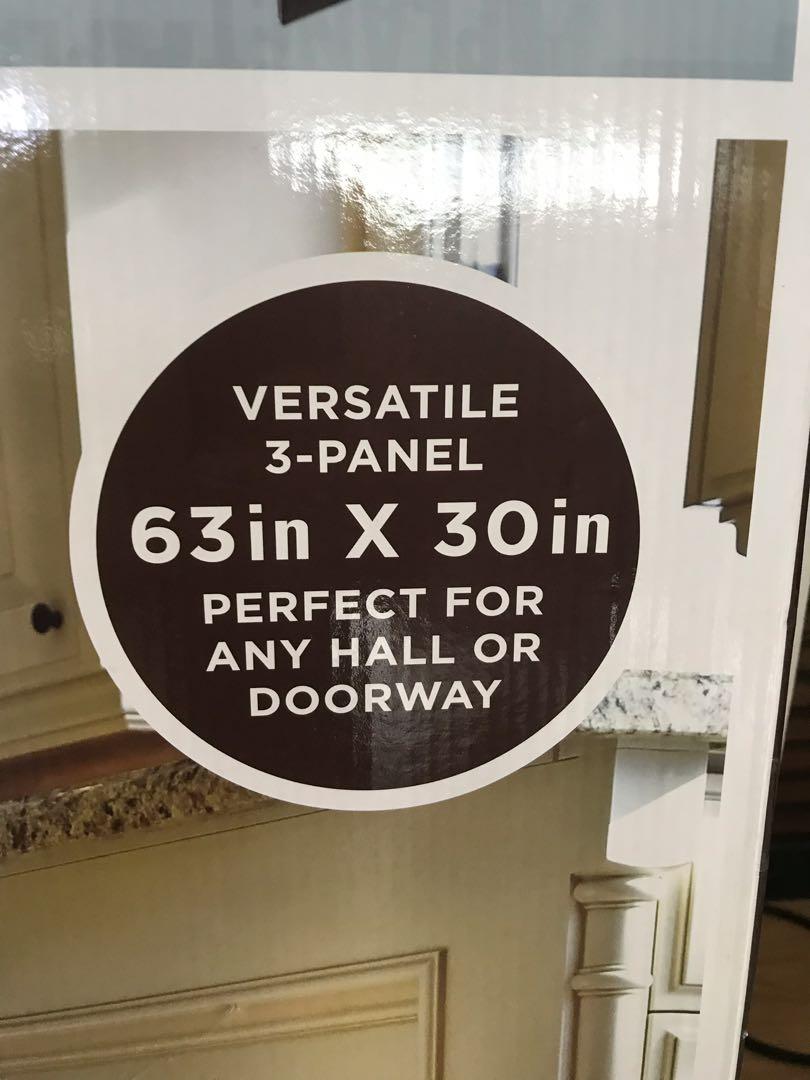 VERSATILE
3-PANEL
63in X 30in
PERFECT FOR
ANY HALL OR
DOORWAY